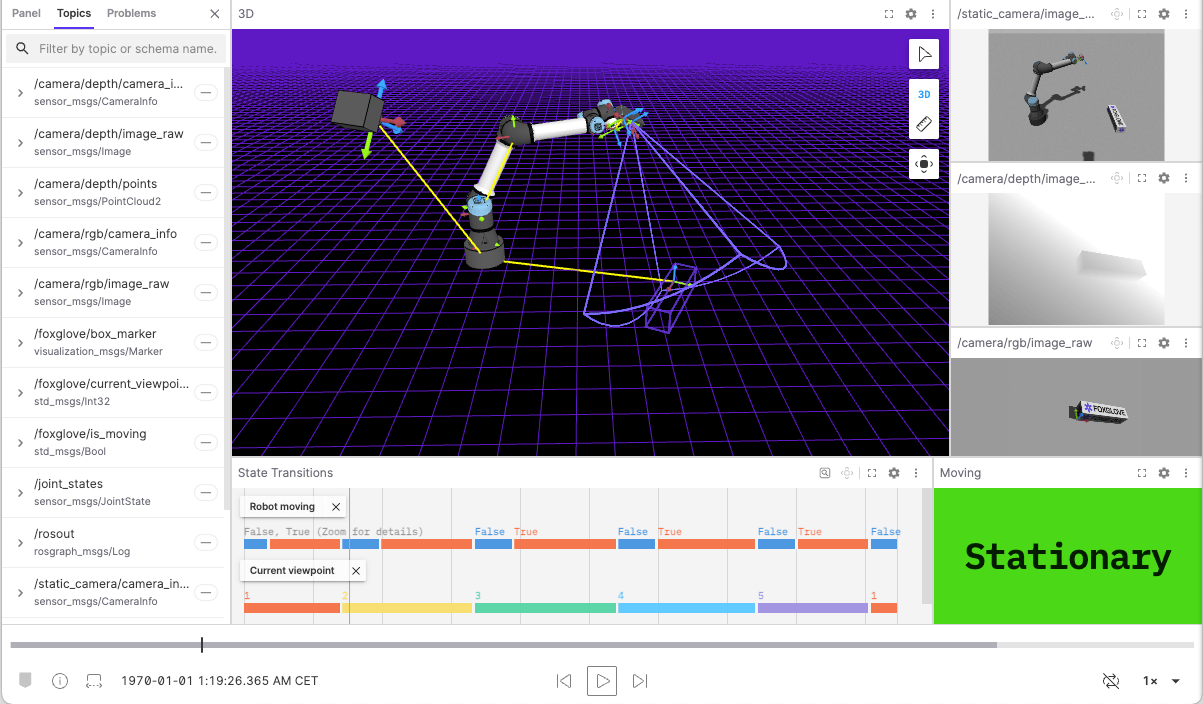 Panel Topics Problems
Filter by topic or schema name.
/camera/depth/camera_i...
sensor_msgs/CameraInfo
/camera/depth/image_raw
sensor_msgs/Image
/camera/depth/points
sensor_msgs/PointCloud2
/camera/rgb/camera_info
sensor_msgs/CameraInfo
/camera/rgb/image_raw
sensor_msgs/Image
/foxglove/box_marker
visualization_msgs/Marker
/foxglove/current_viewpoi...
std_msgs/Int32
/foxglove/is_moving
std_msgs/Bool
/joint_states
sensor_msgs/JointState
/rosout
rosgraph_msgs/Log
/static_camera/camera_in...
sensor_msgs/CameraInfo
3D
3D
/static_camera/image_...
FOXGLOVE
/camera/depth/image_...
/camera/rgb/image_raw
FOXGLOVE
State Transitions
Robot moving
False, True (Zoom for details) False True False True False True False
Current viewpoint
1 2 3 4 5 1
Moving
Stationary
1970-01-01 1:19:26.365 AM CET
1×